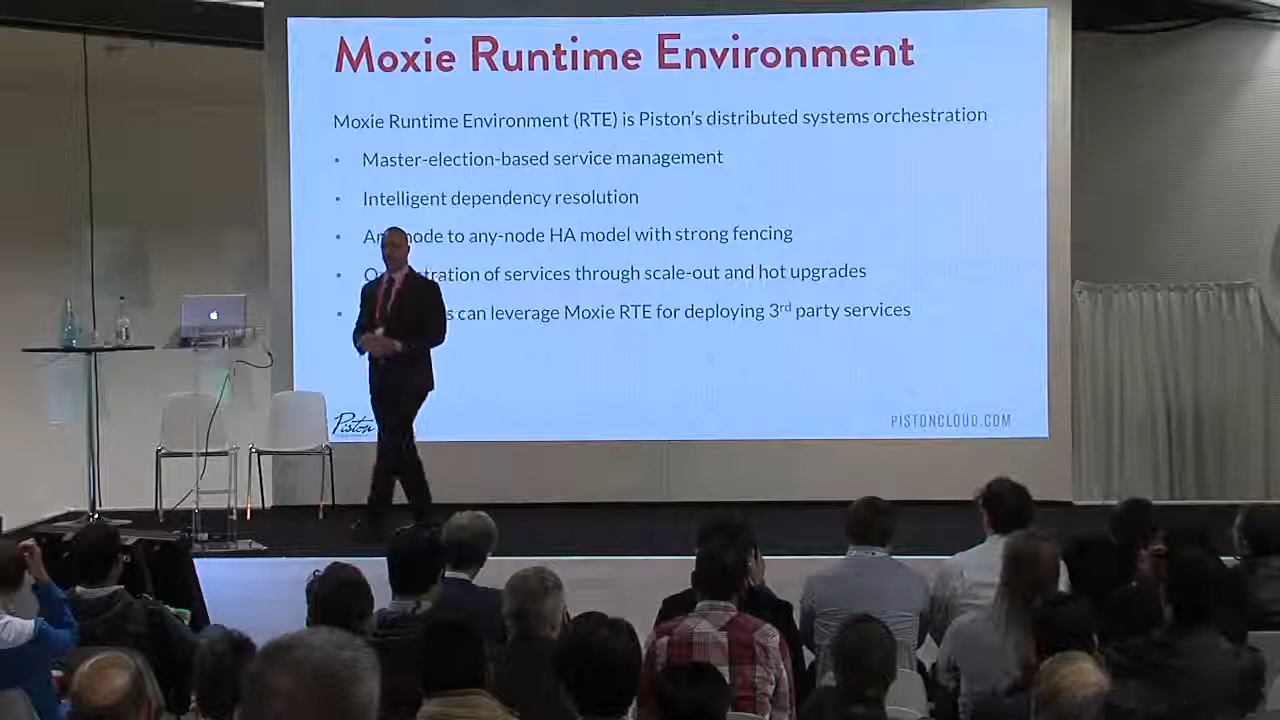 Moxie Runtime Environment
Moxie Runtime Environment (RTE) is Piston's distributed systems orchestration
• Master-election-based service management
• Intelligent dependency resolution
• node to any-node HA model with strong fencing
• of services through scale-out and hot upgrades
• can leverage Moxie RTE for deploying 3rd party services
Piston
PISTONCLOUD.COM